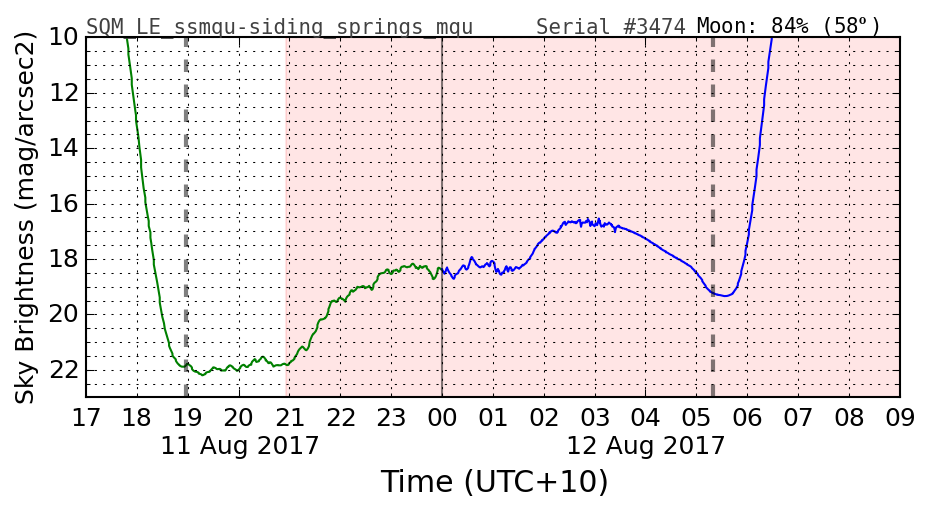 SQM_LE_ssmqu-siding_springs_mqu Serial #3474 Moon: 84% (58°)
Sky Brightness (mag/arcsec2)
10
12
14
16
18
20
22
17 18 19 20 21 22 23 00 01 02 03 04 05 06 07 08 09
11 Aug 2017 12 Aug 2017
Time (UTC+10)